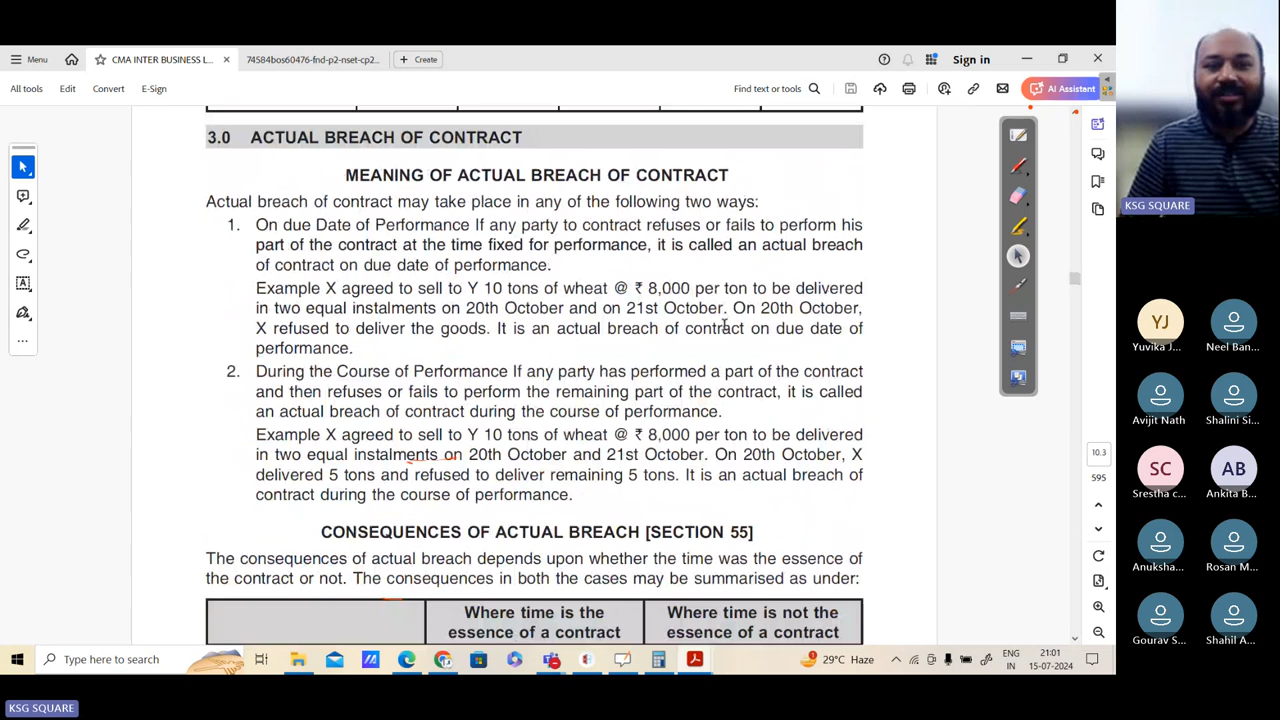 Menu
CMA INTER BUSINESS L...
74584bos60476-fnd-p2-nset-cp2...
Create
Sign in
All tools
Edit
Convert
E-Sign
Find text or tools
AI Assistant
3.0 ACTUAL BREACH OF CONTRACT
MEANING OF ACTUAL BREACH OF CONTRACT
Actual breach of contract may take place in any of the following two ways:
1. On due Date of Performance If any party to contract refuses or fails to perform his
part of the contract at the time fixed for performance, it is called an actual breach
of contract on due date of performance.
Example X agreed to sell to Y 10 tons of wheat @ ₹ 8,000 per ton to be delivered
in two equal instalments on 20th October and on 21st October. On 20th October,
X refused to deliver the goods. It is an actual breach of contract on due date of
performance.
2. During the Course of Performance If any party has performed a part of the contract
and then refuses or fails to perform the remaining part of the contract, it is called
an actual breach of contract during the course of performance.
Example X agreed to sell to Y 10 tons of wheat @ ₹ 8,000 per ton to be delivered
in two equal instalments on 20th October and 21st October. On 20th October, X
delivered 5 tons and refused to deliver remaining 5 tons. It is an actual breach of
contract during the course of performance.
CONSEQUENCES OF ACTUAL BREACH [SECTION 55]
The consequences of actual breach depends upon whether the time was the essence of
the contract or not. The consequences in both the cases may be summarised as under:
Where time is the
essence of a contract
Where time is not the
essence of a contract
10.3
595
KSG SQUARE
YJ
Yuvika J...
Neel Ban...
Avijit Nath
Shalini Si...
SC
Srestha c...
AB
Ankita B...
Anuksha...
Rosan M...
Gourav S...
Shahil A...
Type here to search
29°C Haze
ENG
IN
21:01
15-07-2024
KSG SQUARE